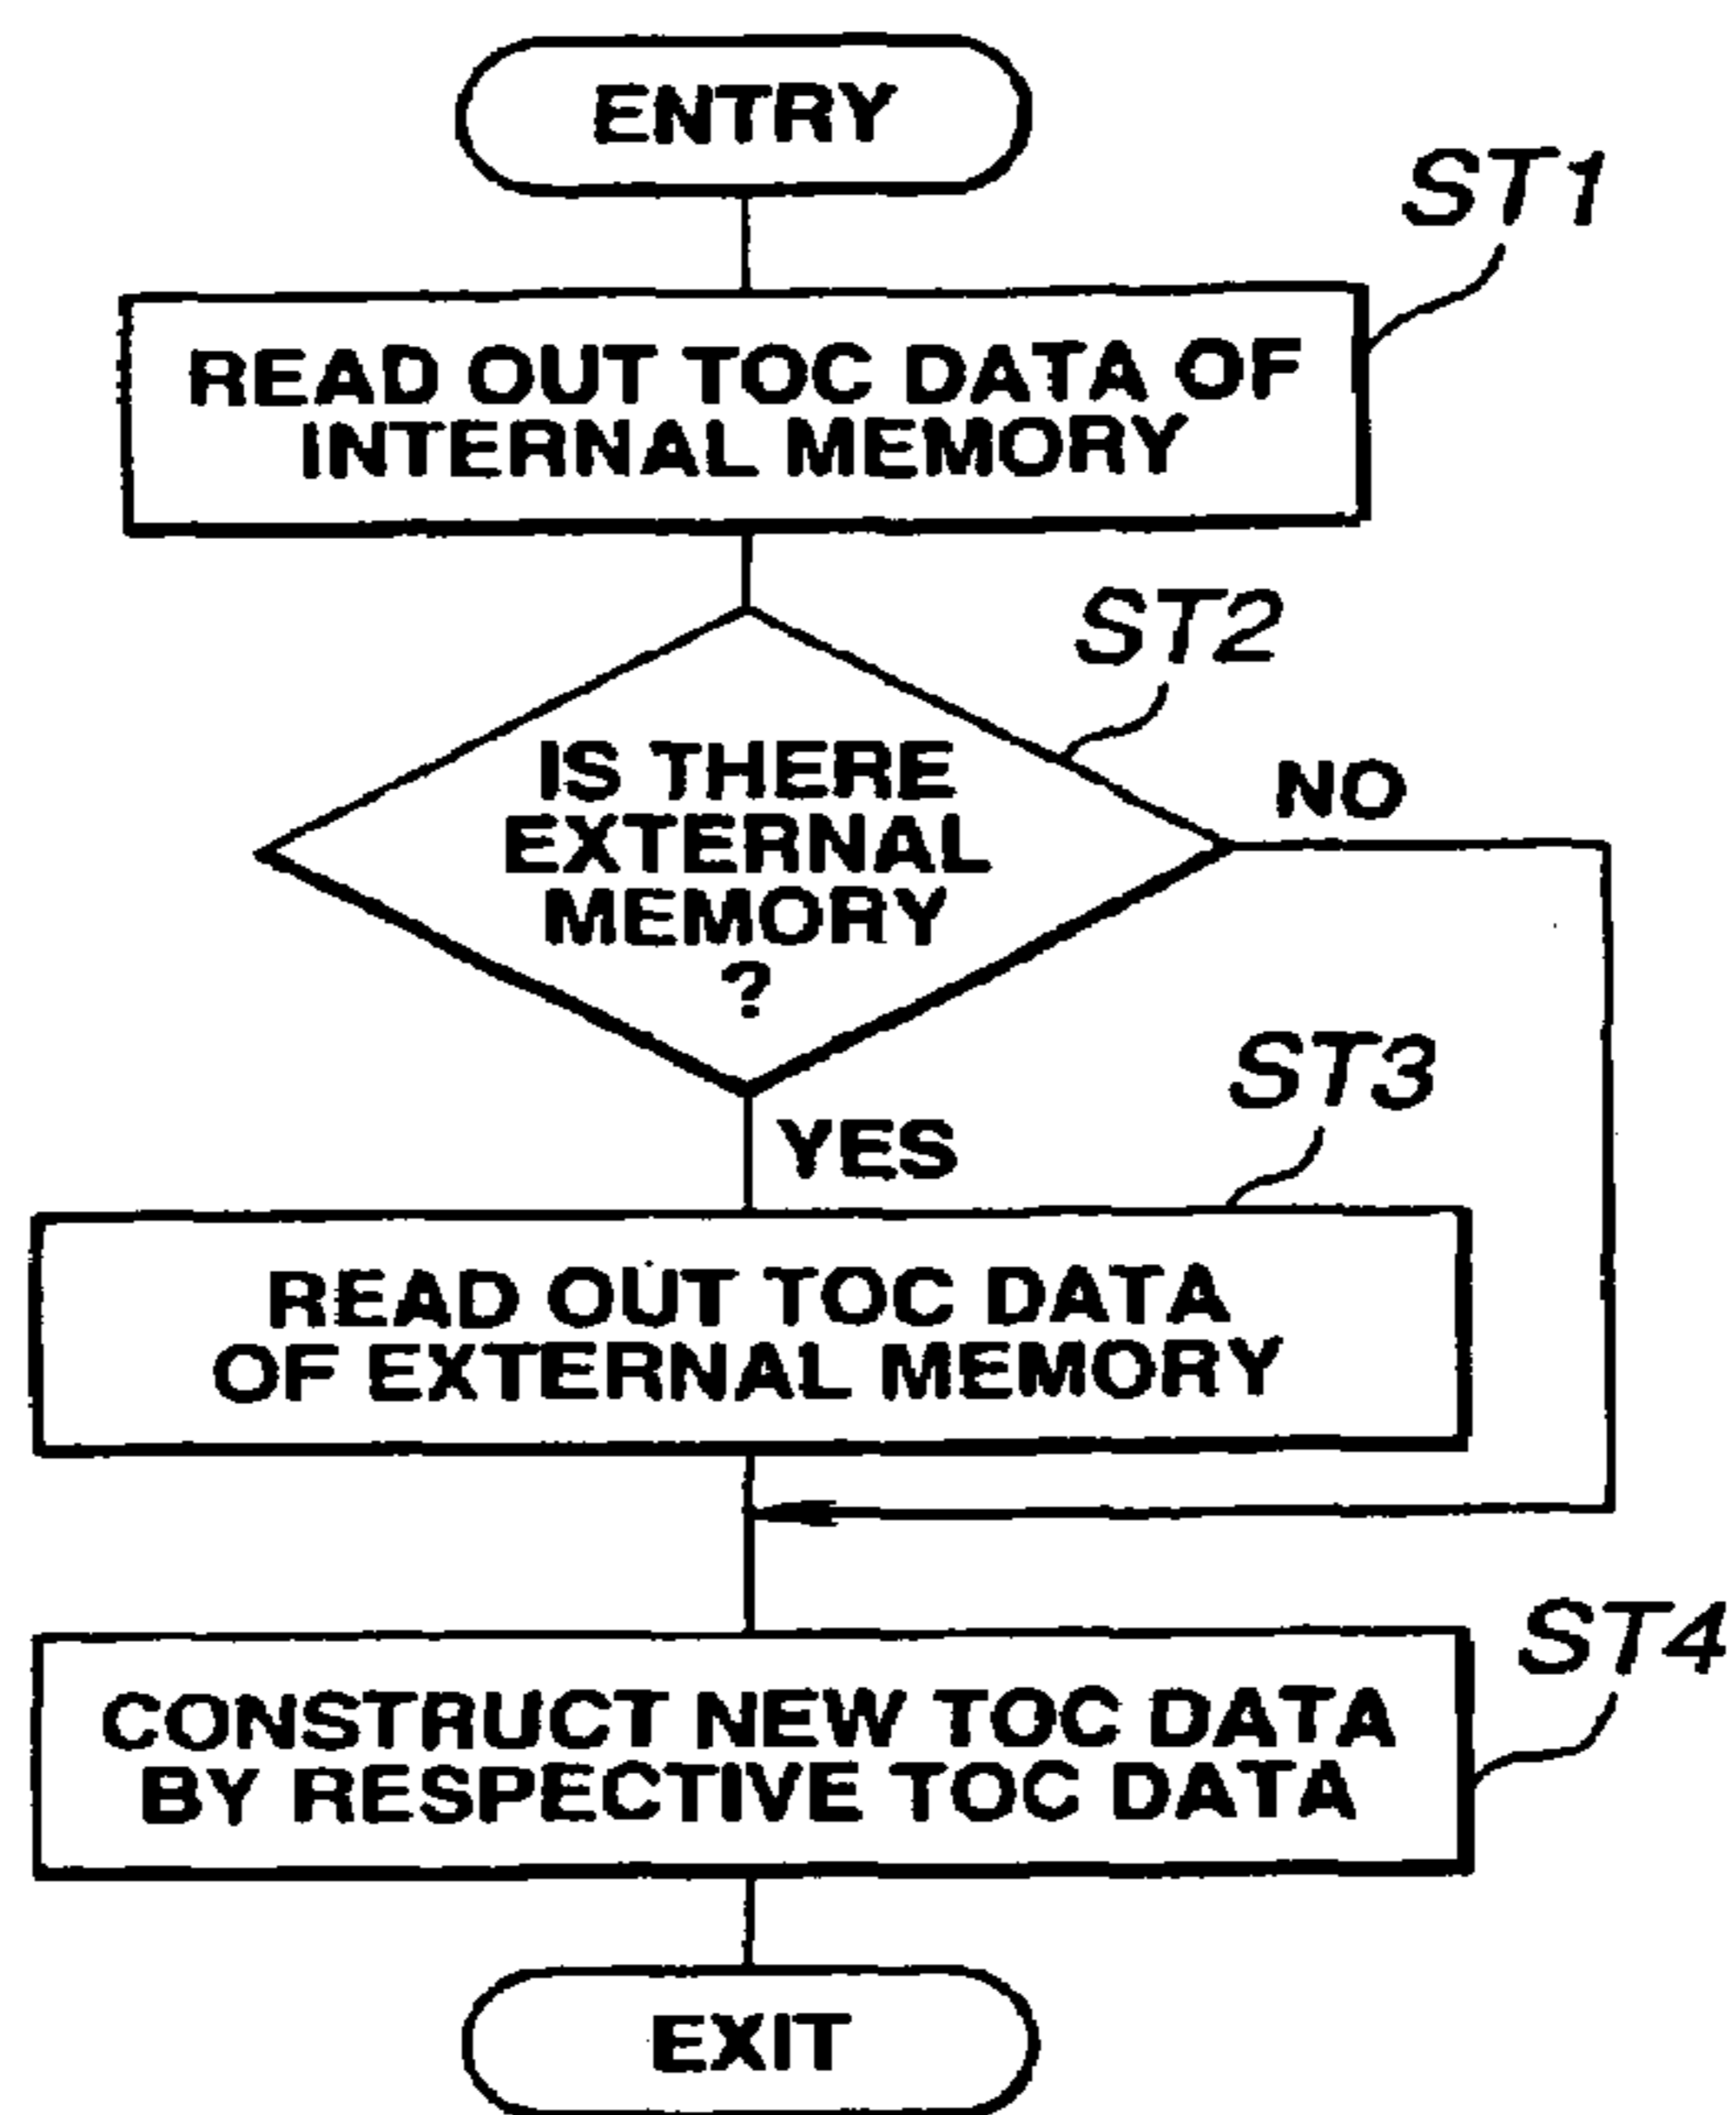 ENTRY
ST1
READ OUT TOC DATA OF
INTERNAL MEMORY
ST2
IS THERE
EXTERNAL
MEMORY
?
NO
YES
ST3
READ OUT TOC DATA
OF EXTERNAL MEMORY
ST4
CONSTRUCT NEW TOC DATA
BY RESPECTIVE TOC DATA
EXIT